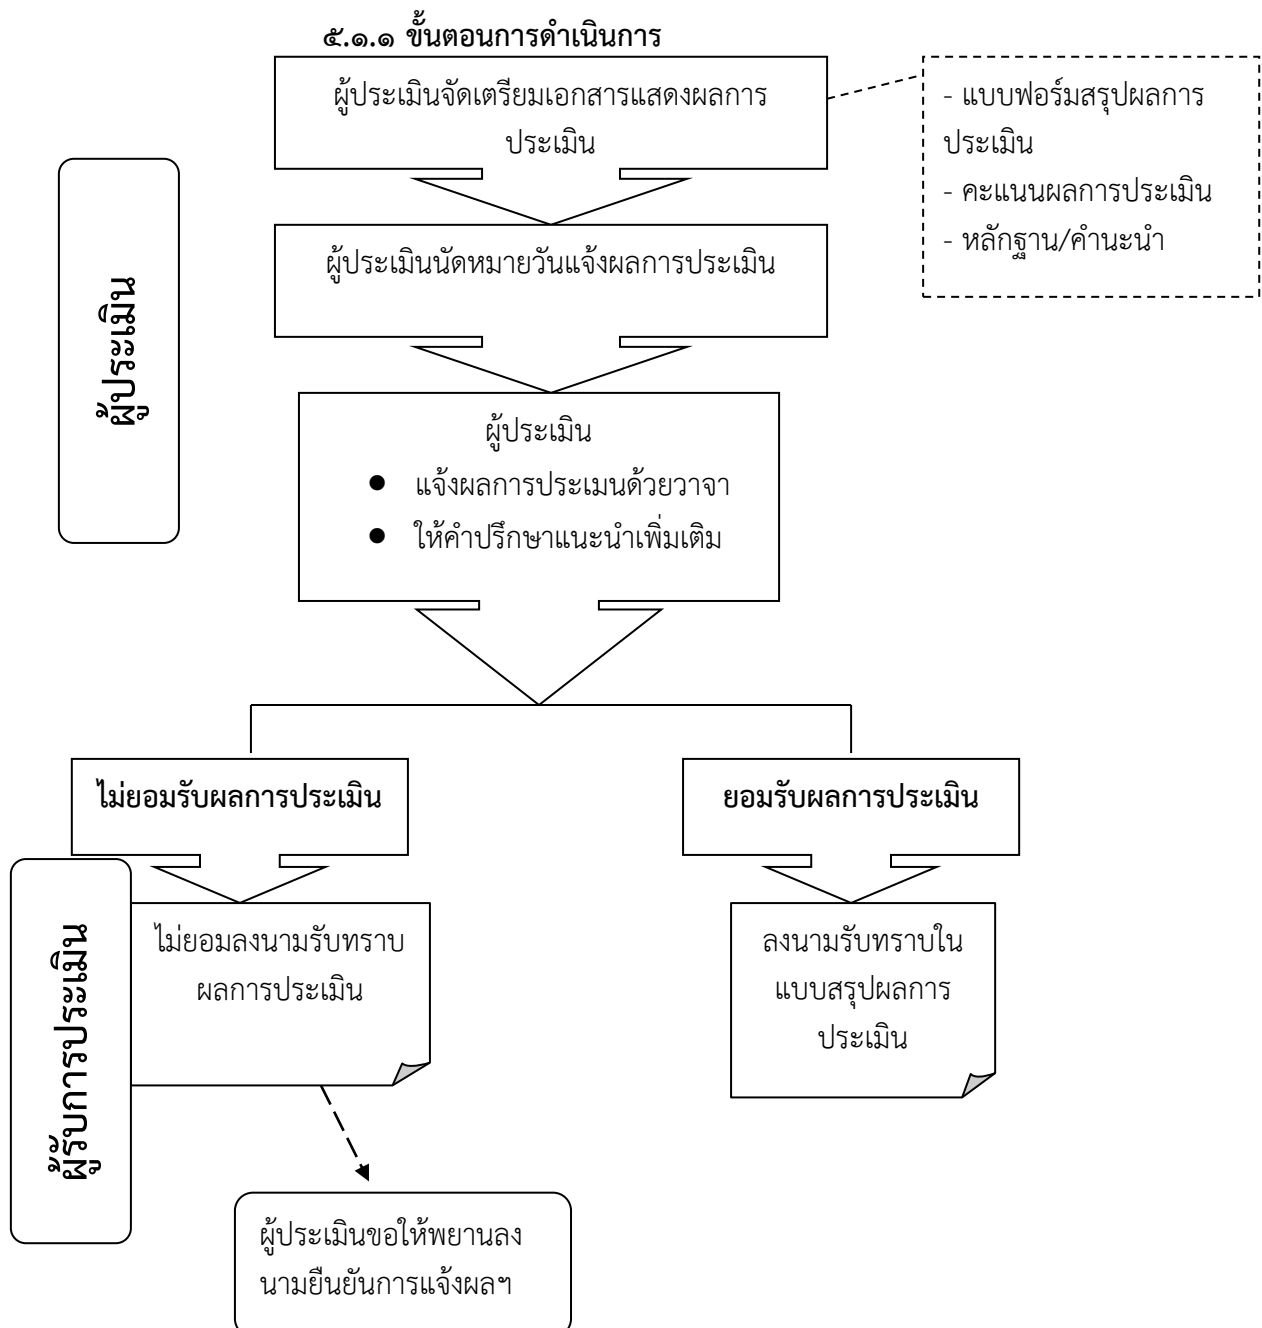 ๕.๑.๑ ขั้นตอนการดำเนินการ
ผู้ประเมินจัดเตรียมเอกสารแสดงผลการ
ประเมิน
- แบบฟอร์มสรุปผลการ
ประเมิน
- คะแนนผลการประเมิน
- หลักฐาน/คำนะนำ
ผู้ประเมิน
ผู้ประเมินนัดหมายวันแจ้งผลการประเมิน
ผู้ประเมิน
● แจ้งผลการประเมนด้วยวาจา
● ให้คำปรึกษาแนะนำเพิ่มเติม
ไม่ยอมรับผลการประเมิน
ยอมรับผลการประเมิน
ผู้รับการประเมิน
ไม่ยอมลงนามรับทราบ
ผลการประเมิน
ลงนามรับทราบใน
แบบสรุปผลการ
ประเมิน
ผู้ประเมินขอให้พยานลง
นามยืนยันการแจ้งผลฯ